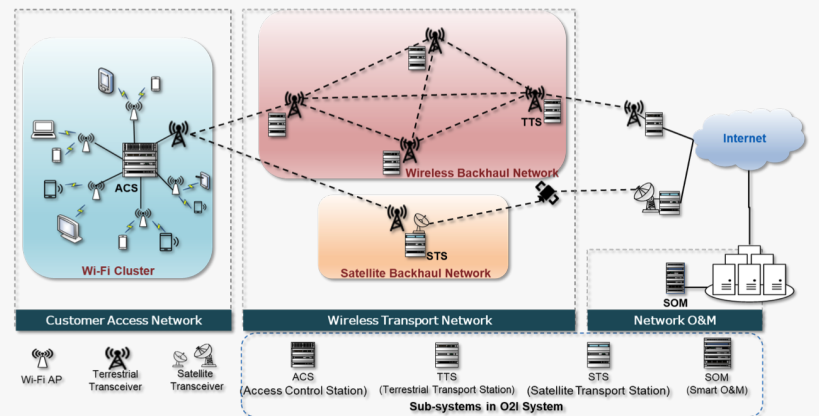 TTS
Internet
Wireless Backhaul Network
ACS
STS
Wi-Fi Cluster
Satellite Backhaul Network
SOM
Customer Access Network
Wireless Transport Network
Network O&M
Wi-Fi AP
Terrestrial
Transceiver
Satellite
Transceiver
ACS
(Access Control Station)
TTS
(Terrestrial Transport Station)
STS
(Satellite Transport Station)
SOM
(Smart O&M)
Sub-systems in O2I System